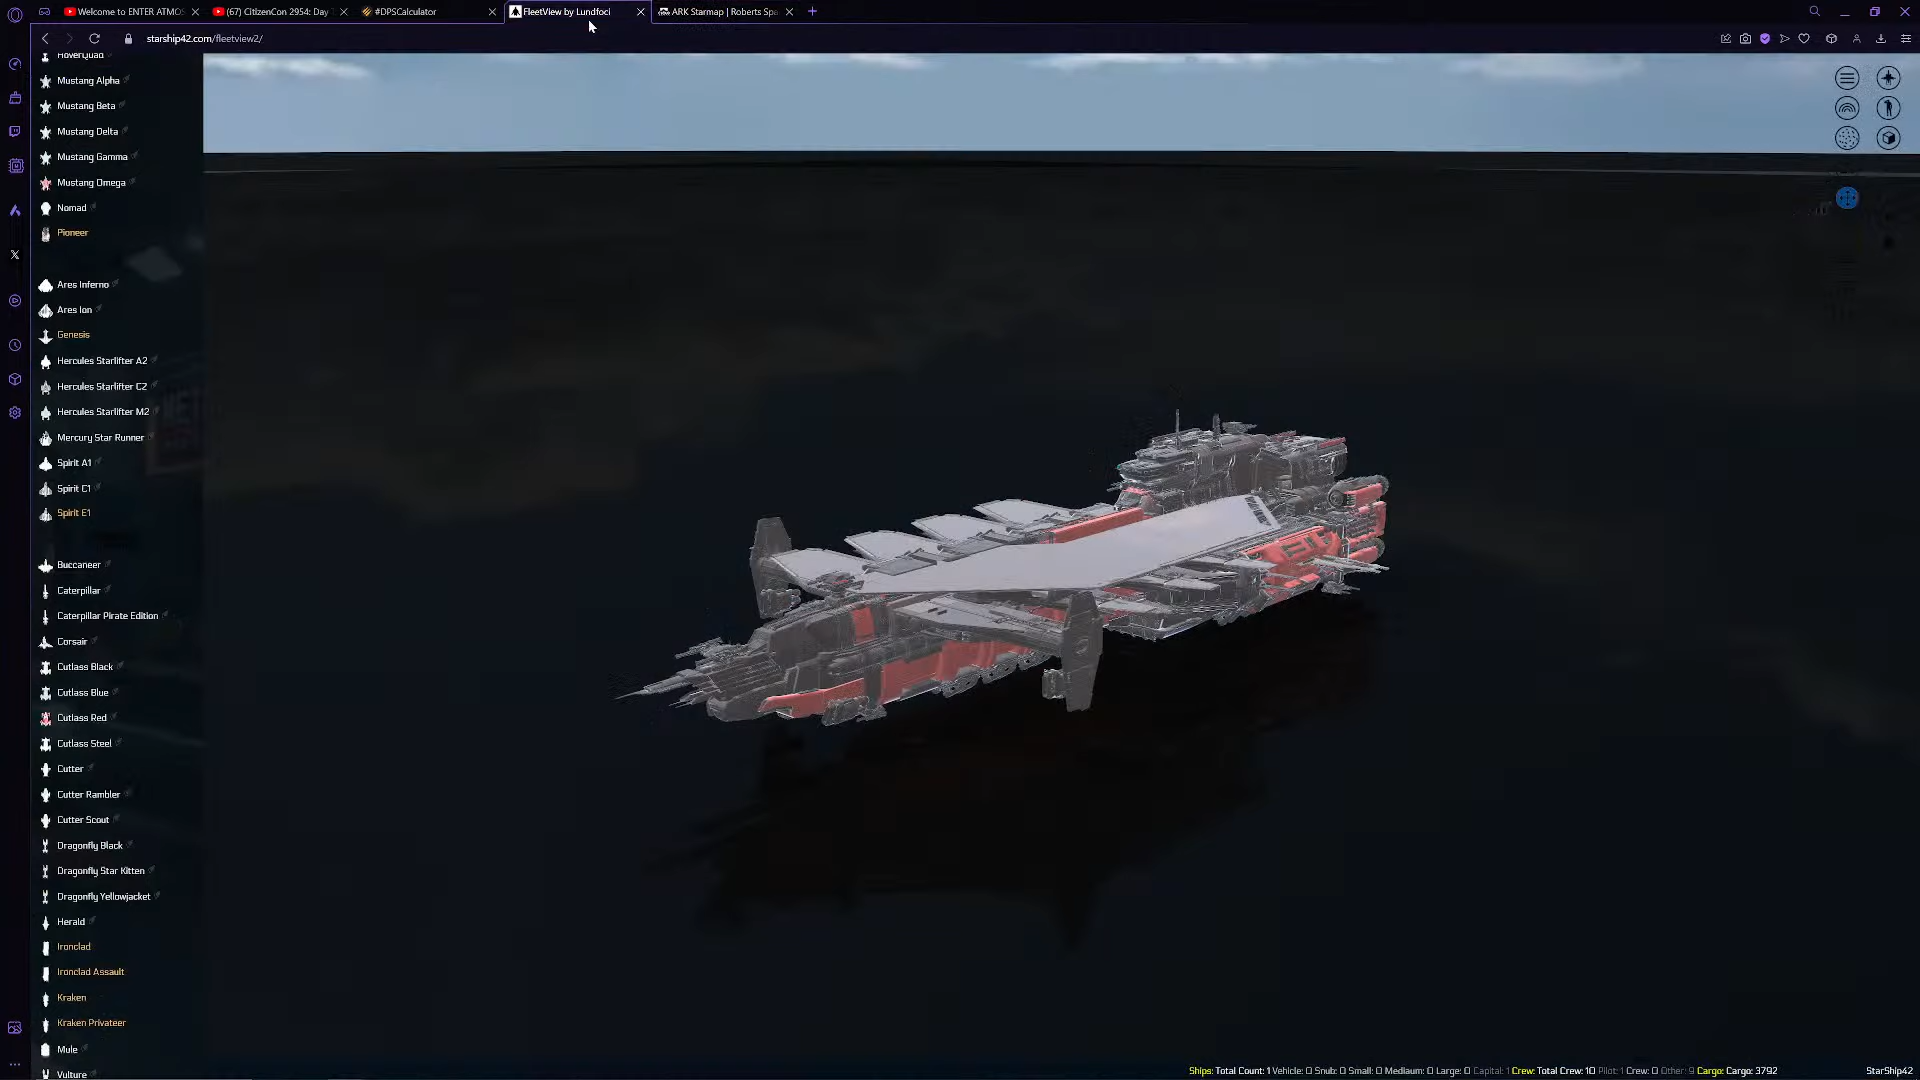 Welcome to ENTER ATMOS
(67) CitizenCon 2954: Day
#DPSCalculator
FleetView by Lundfoci
ARK Starmap | Roberts Spa
starship42.com/fleetview2/
HoverQuad
Mustang Alpha
Mustang Beta
Mustang Delta
Mustang Gamma
Mustang Omega
Nomad
Pioneer
Ares Inferno
Ares Ion
Genesis
Hercules Starlifter A2
Hercules Starlifter C2
Hercules Starlifter M2
Mercury Star Runner
Spirit A1
Spirit C1
Spirit E1
Buccaneer
Caterpillar
Caterpillar Pirate Edition
Corsair
Cutlass Black
Cutlass Blue
Cutlass Red
Cutlass Steel
Cutter
Cutter Rambler
Cutter Scout
Dragonfly Black
Dragonfly Star Kitten
Dragonfly Yellowjacket
Herald
Ironclad
Ironclad Assault
Kraken
Kraken Privateer
Mule
Vulture
Ships: Total Count: 1 Vehicle: 0 Snub: 0 Small: 0 Mediaum: 0 Large: 0 Capital: 1 Crew: Total Crew: 10 Pilot: 1 Crew: 0 Other: 9 Cargo: Cargo: 3792
StarShip42